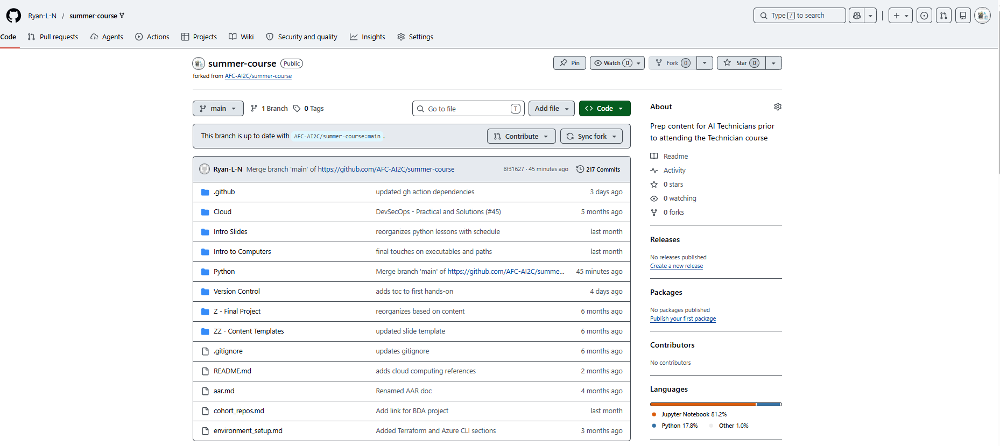 Ryan-L-N / summer-course
Type / to search
Code Pull requests Agents Actions Projects Wiki Security and quality Insights Settings
summer-course Public
forked from AFC-AI2C/summer-course
Pin Watch 0 Fork 0 Star 0
main 1 Branch 0 Tags Go to file T Add file Code
This branch is up to date with AFC-AI2C/summer-course:main .
Contribute Sync fork
Ryan-L-N Merge branch 'main' of https://github.com/AFC-AI2C/summer-course 8f31627 · 45 minutes ago 217 Commits
.github updated gh action dependencies 3 days ago
Cloud DevSecOps - Practical and Solutions (#45) 5 months ago
Intro Slides reorganizes python lessons with schedule last month
Intro to Computers final touches on executables and paths last month
Python Merge branch 'main' of https://github.com/AFC-AI2C/summe... 45 minutes ago
Version Control adds toc to first hands-on 4 days ago
Z - Final Project reorganizes based on content 6 months ago
ZZ - Content Templates updated slide template 6 months ago
.gitignore updates gitignore 6 months ago
README.md adds cloud computing references 2 months ago
aar.md Renamed AAR doc 4 months ago
cohort_repos.md Add link for BDA project last month
environment_setup.md Added Terraform and Azure CLI sections 3 months ago
About
Prep content for AI Technicians prior
to attending the Technician course
Readme
Activity
0 stars
0 watching
0 forks
Releases
No releases published
Create a new release
Packages
No packages published
Publish your first package
Contributors
No contributors
Languages
Jupyter Notebook 81.2%
Python 17.8% Other 1.0%